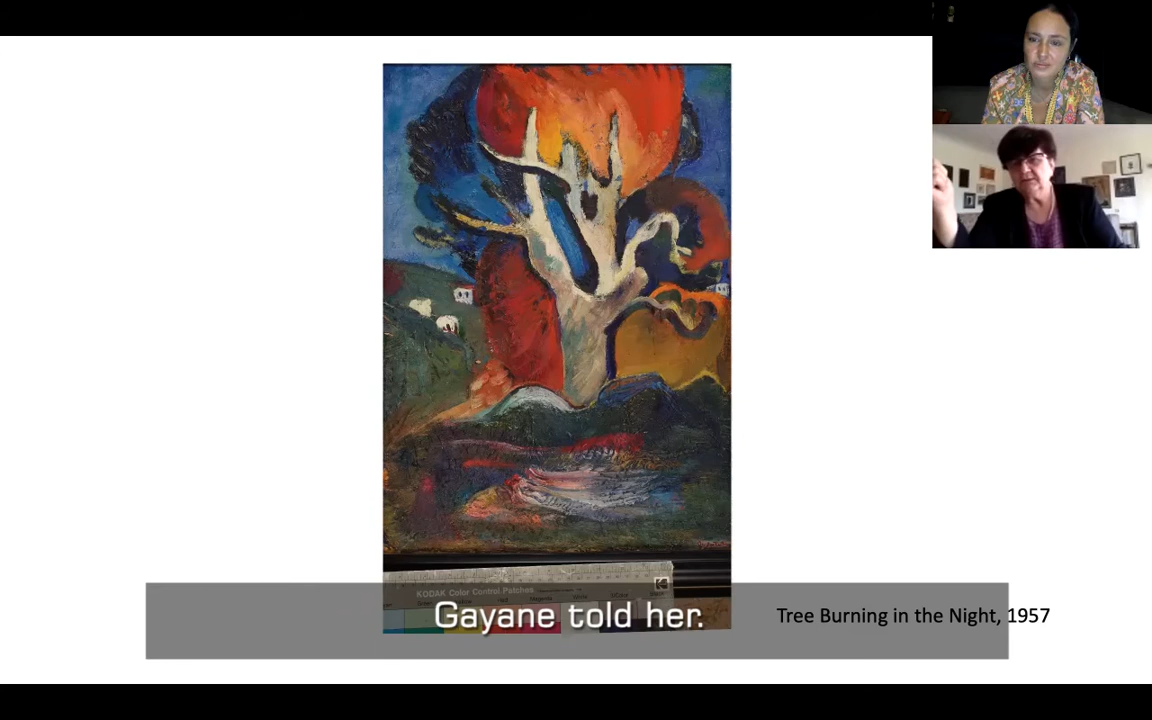 KODAK Color Control Patches
Gayane told her.
Tree Burning in the Night, 1957